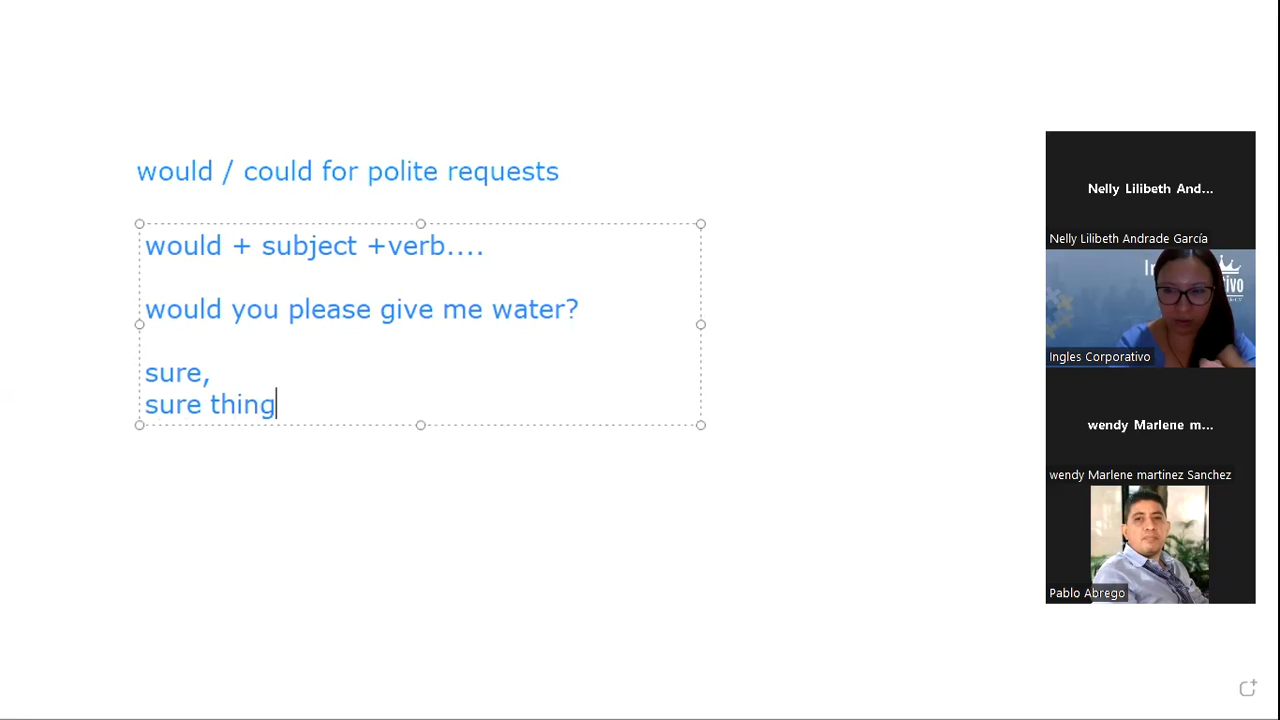 would / could for polite requests
would + subject +verb....
would you please give me water?
sure,
sure thing
Nelly Lilibeth And...
Nelly Lilibeth Andrade García
Ingles Corporativo
wendy Marlene m...
wendy Marlene martinez Sanchez
Pablo Abrego